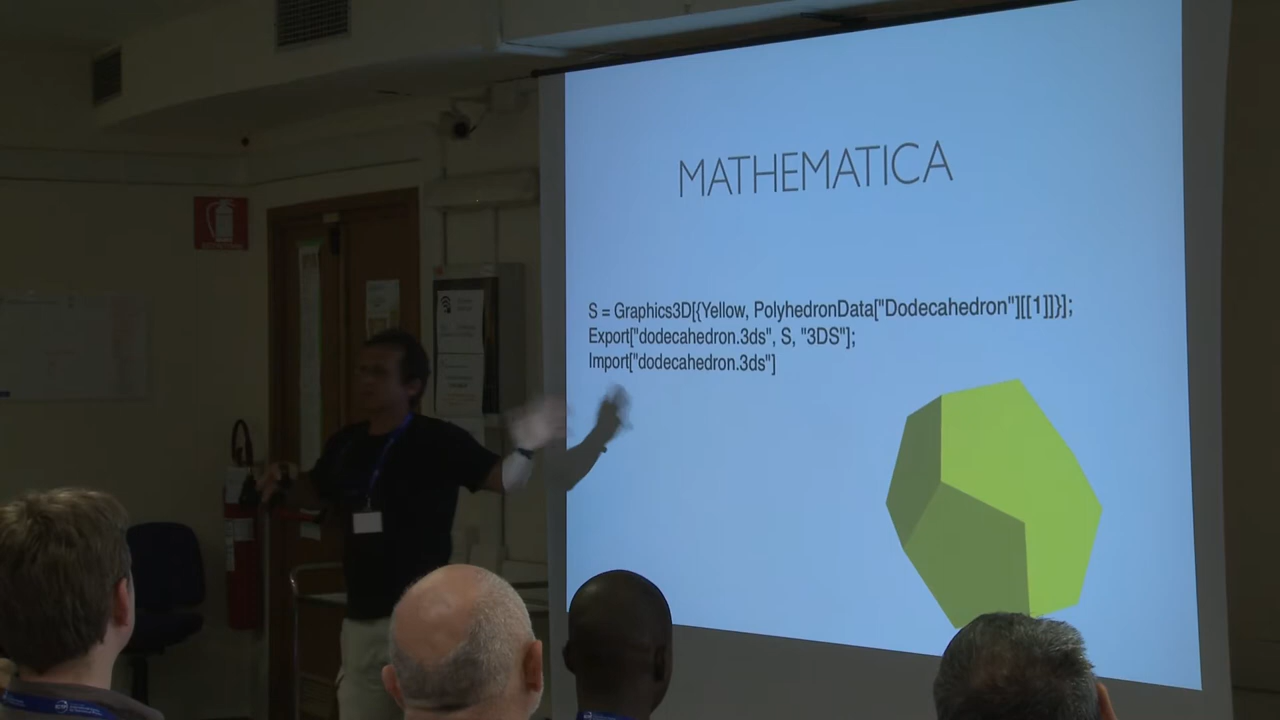 MATHEMATICA
S = Graphics3D[{Yellow, PolyhedronData["Dodecahedron"][[1]]}];
Export["dodecahedron.3ds", S, "3DS"];
Import["dodecahedron.3ds"]